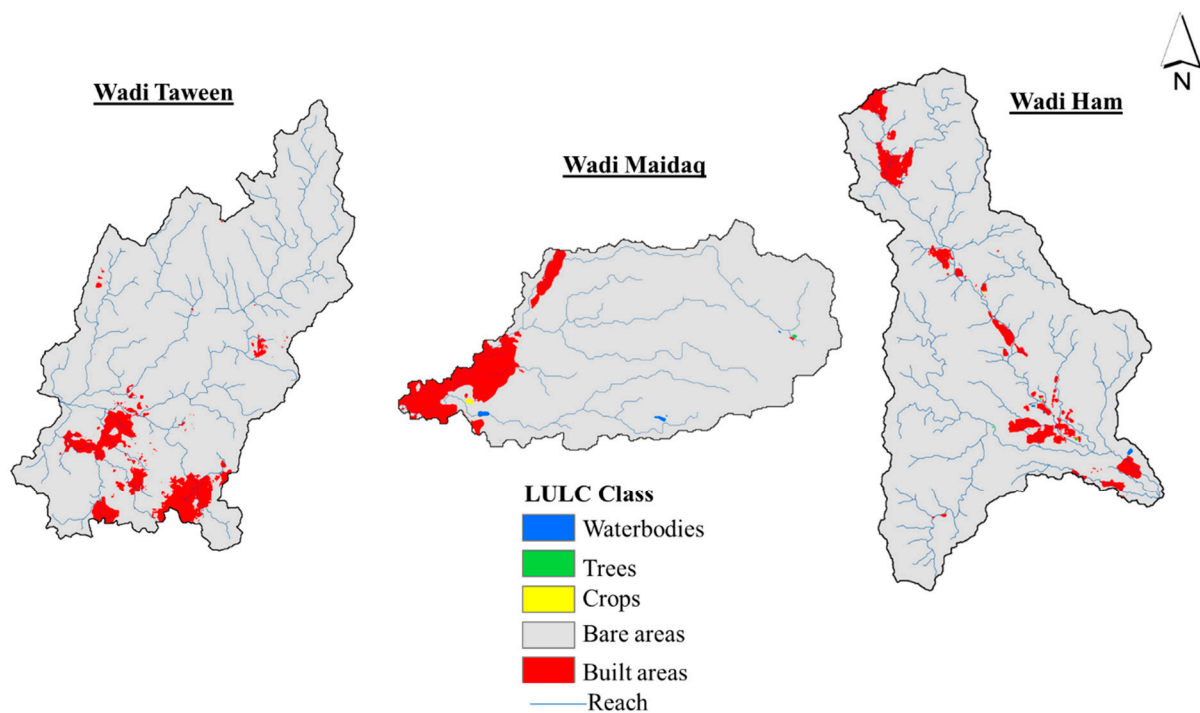 Wadi Taween
Wadi Maidaq
Wadi Ham
N
LULC Class
Waterbodies
Trees
Crops
Bare areas
Built areas
Reach